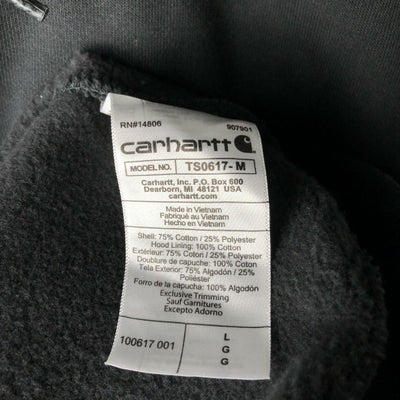 RN#14806 907901
carhartt
MODEL NO. TS0617-M
Carhartt, Inc. P.O. Box 600
Dearborn, MI 48121 USA
carhartt.com
Made in Vietnam
Fabriqué au Vietnam
Hecho en Vietnam
Shell: 75% Cotton / 25% Polyester
Hood Lining: 100% Cotton
Extérieur: 75% Coton / 25% Polyester
Doublure de capuche: 100% Coton
Tela Exterior: 75% Algodón / 25%
Poliéster
Forro de la capucha: 100% Algodón
Exclusive Trimming
Sauf Garnitures
Excepto Adorno
100617 001
L
G
G